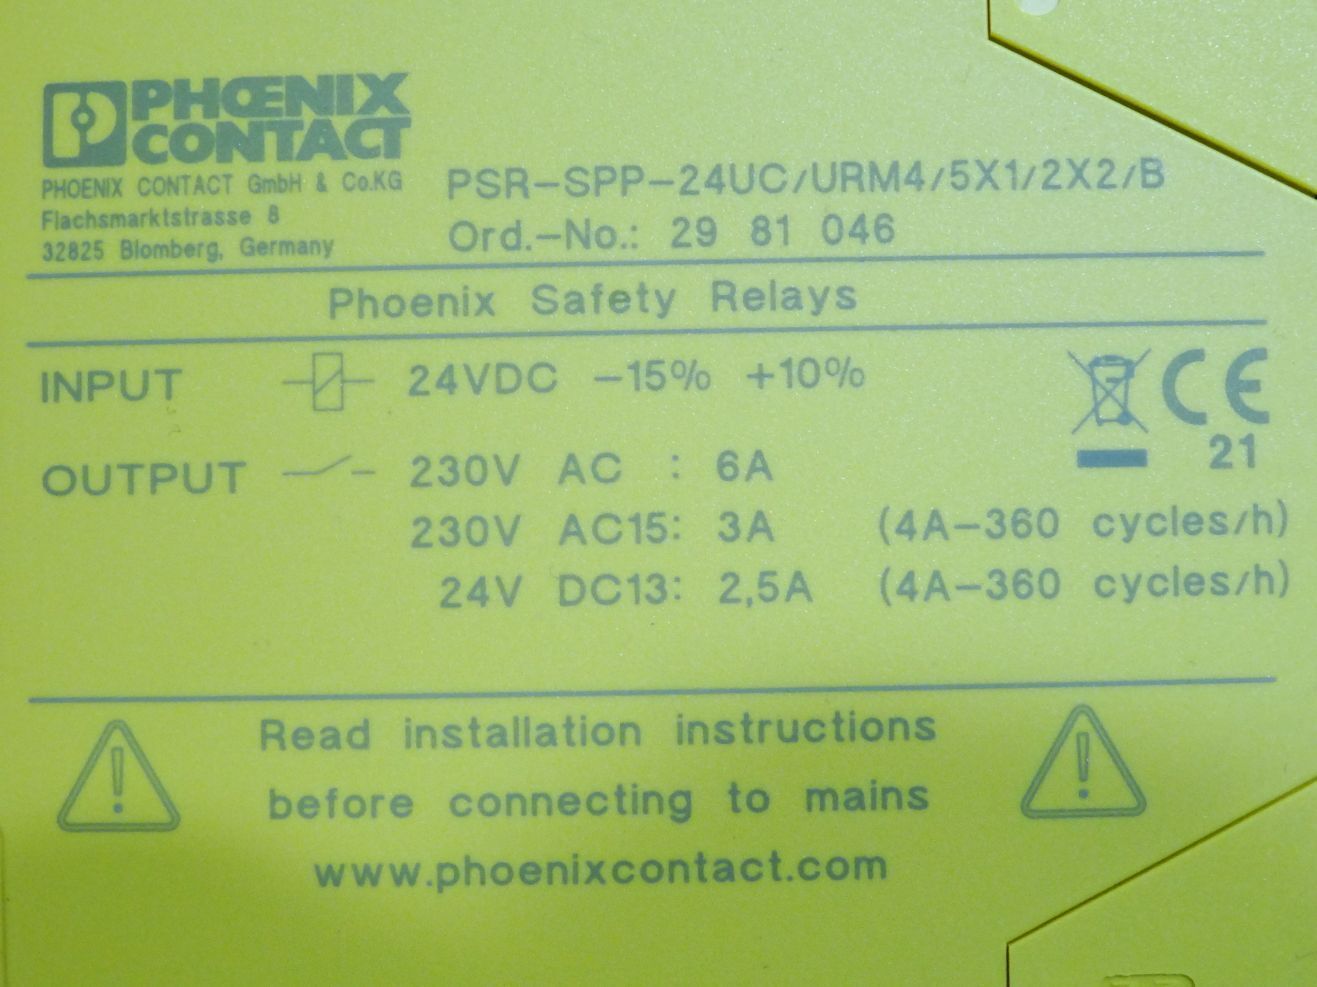 PHŒNIX
CONTACT
PHOENIX CONTACT GmbH & Co.KG
Flachsmarktstrasse 8
32825 Blomberg, Germany
PSR-SPP-24UC/URM4/5X1/2X2/B
Ord.-No.: 29 81 046
Phoenix Safety Relays
INPUT 24VDC -15% +10%
CE
21
OUTPUT 230V AC : 6A
230V AC15: 3A (4A-360 cycles/h)
24V DC13: 2,5A (4A-360 cycles/h)
Read installation instructions
before connecting to mains
www.phoenixcontact.com